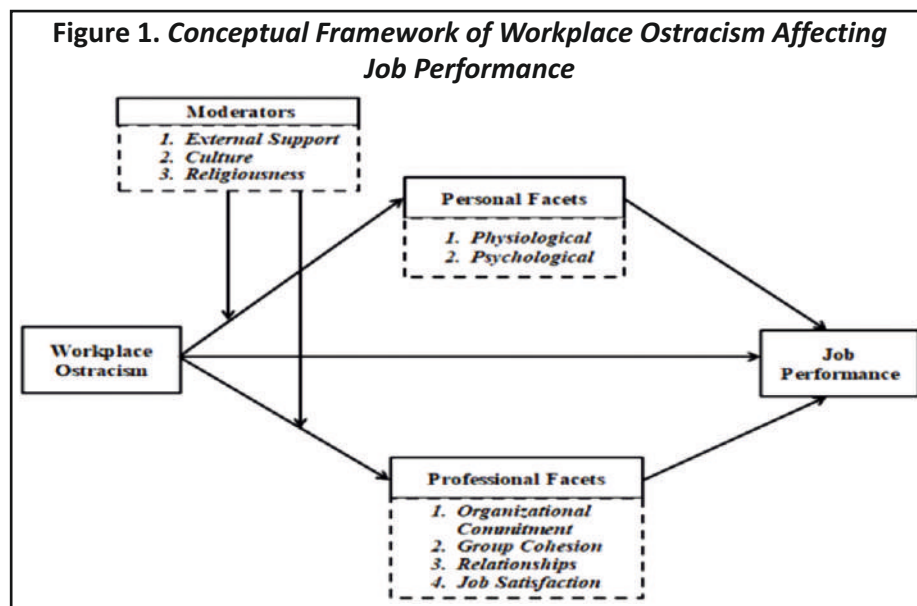 Figure 1. Conceptual Framework of Workplace Ostracism Affecting
Job Performance
Moderators
1. External Support
2. Culture
3. Religiousness
Personal Facets
1. Physiological
2. Psychological
Workplace
Ostracism
Job
Performance
Professional Facets
1. Organizational
Commitment
2. Group Cohesion
3. Relationships
4. Job Satisfaction